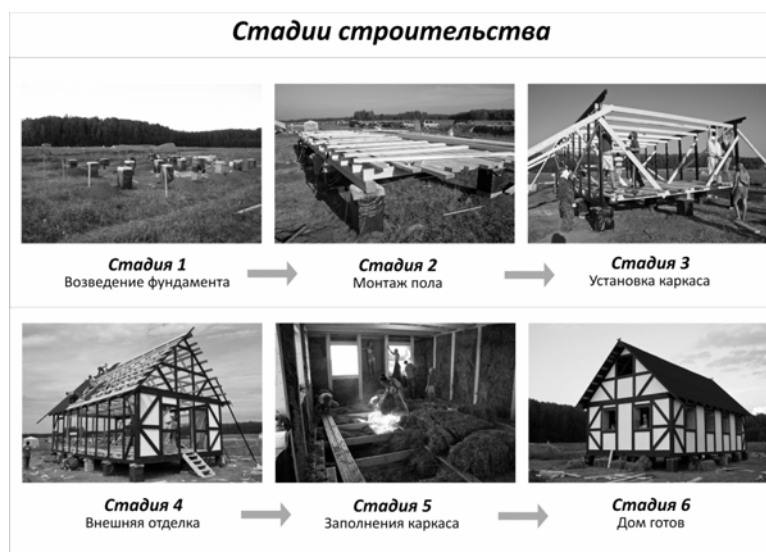 Стадии строительства
Стадия 1
Возведение фундамента
Стадия 2
Монтаж пола
Стадия 3
Установка каркаса
Стадия 4
Внешняя отделка
Стадия 5
Заполнения каркаса
Стадия 6
Дом готов